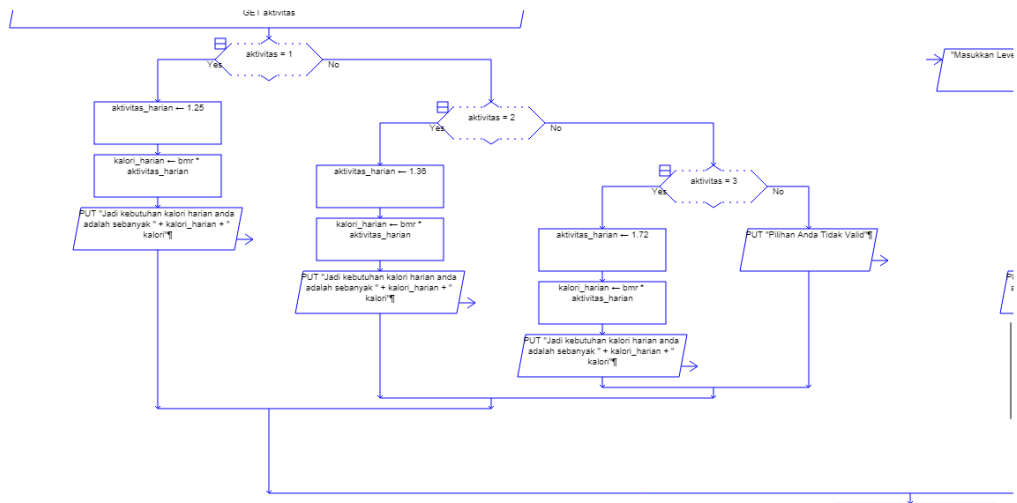 GET aktivitas
aktivitas = 1
Yes
No
"Masukkan Leve
aktivitas_harian ← 1.25
aktivitas = 2
Yes
No
kalori_harian ← bmr *
aktivitas_harian
aktivitas_harian ← 1.36
aktivitas = 3
Yes
No
PUT "Jadi kebutuhan kalori harian anda
adalah sebanyak " + kalori_harian + "
kalori"¶
kalori_harian ← bmr *
aktivitas_harian
aktivitas_harian ← 1.72
PUT "Pilihan Anda Tidak Valid"¶
PUT "Jadi kebutuhan kalori harian anda
adalah sebanyak " + kalori_harian + "
kalori"¶
kalori_harian ← bmr *
aktivitas_harian
PUT "Jadi kebutuhan kalori harian anda
adalah sebanyak " + kalori_harian + "
kalori"¶